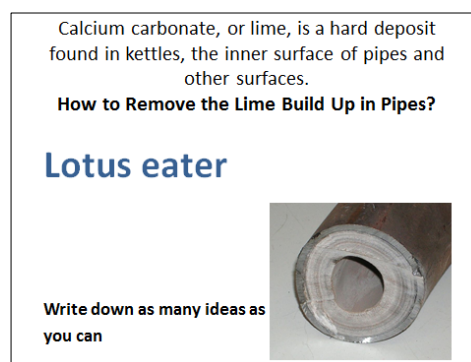 Calcium carbonate, or lime, is a hard deposit
found in kettles, the inner surface of pipes and
other surfaces.
How to Remove the Lime Build Up in Pipes?
Lotus eater
Write down as many ideas as
you can